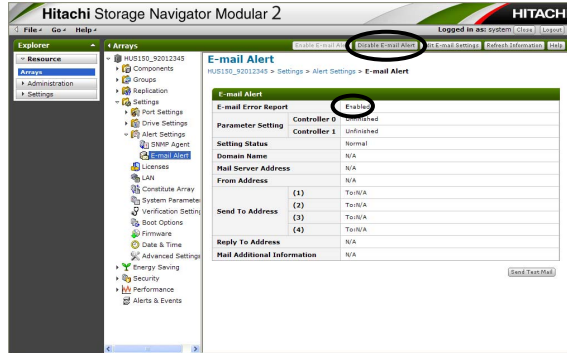 Hitachi Storage Navigator Modular 2
HITACH
File Go Help
Logged in as: system Close Logout
Explorer
Resource
Arrays
Administration
Settings
Arrays
HUS150_92012345
Components
Groups
Replication
Settings
Port Settings
Drive Settings
Alert Settings
SNMP Agent
E-mail Alert
Licenses
LAN
Constitute Array
System Parameter
Verification Setting
Boot Options
Firmware
Date & Time
Advanced Settings
Energy Saving
Security
Performance
Alerts & Events
Enable E-mail Al Disable E-mail Alert dit E-mail Settings Refresh Information Help
E-mail Alert
HUS150_92012345 > Settings > Alert Settings > E-mail Alert
E-mail Alert
E-mail Error Report Enabled
Parameter Setting Controller 0 Unfinished
Controller 1 Unfinished
Setting Status Normal
Domain Name N/A
Mail Server Address N/A
From Address N/A
Send To Address (1) To:N/A
(2) To:N/A
(3) To:N/A
(4) To:N/A
Reply To Address N/A
Mail Additional Information N/A
Send Test Mail